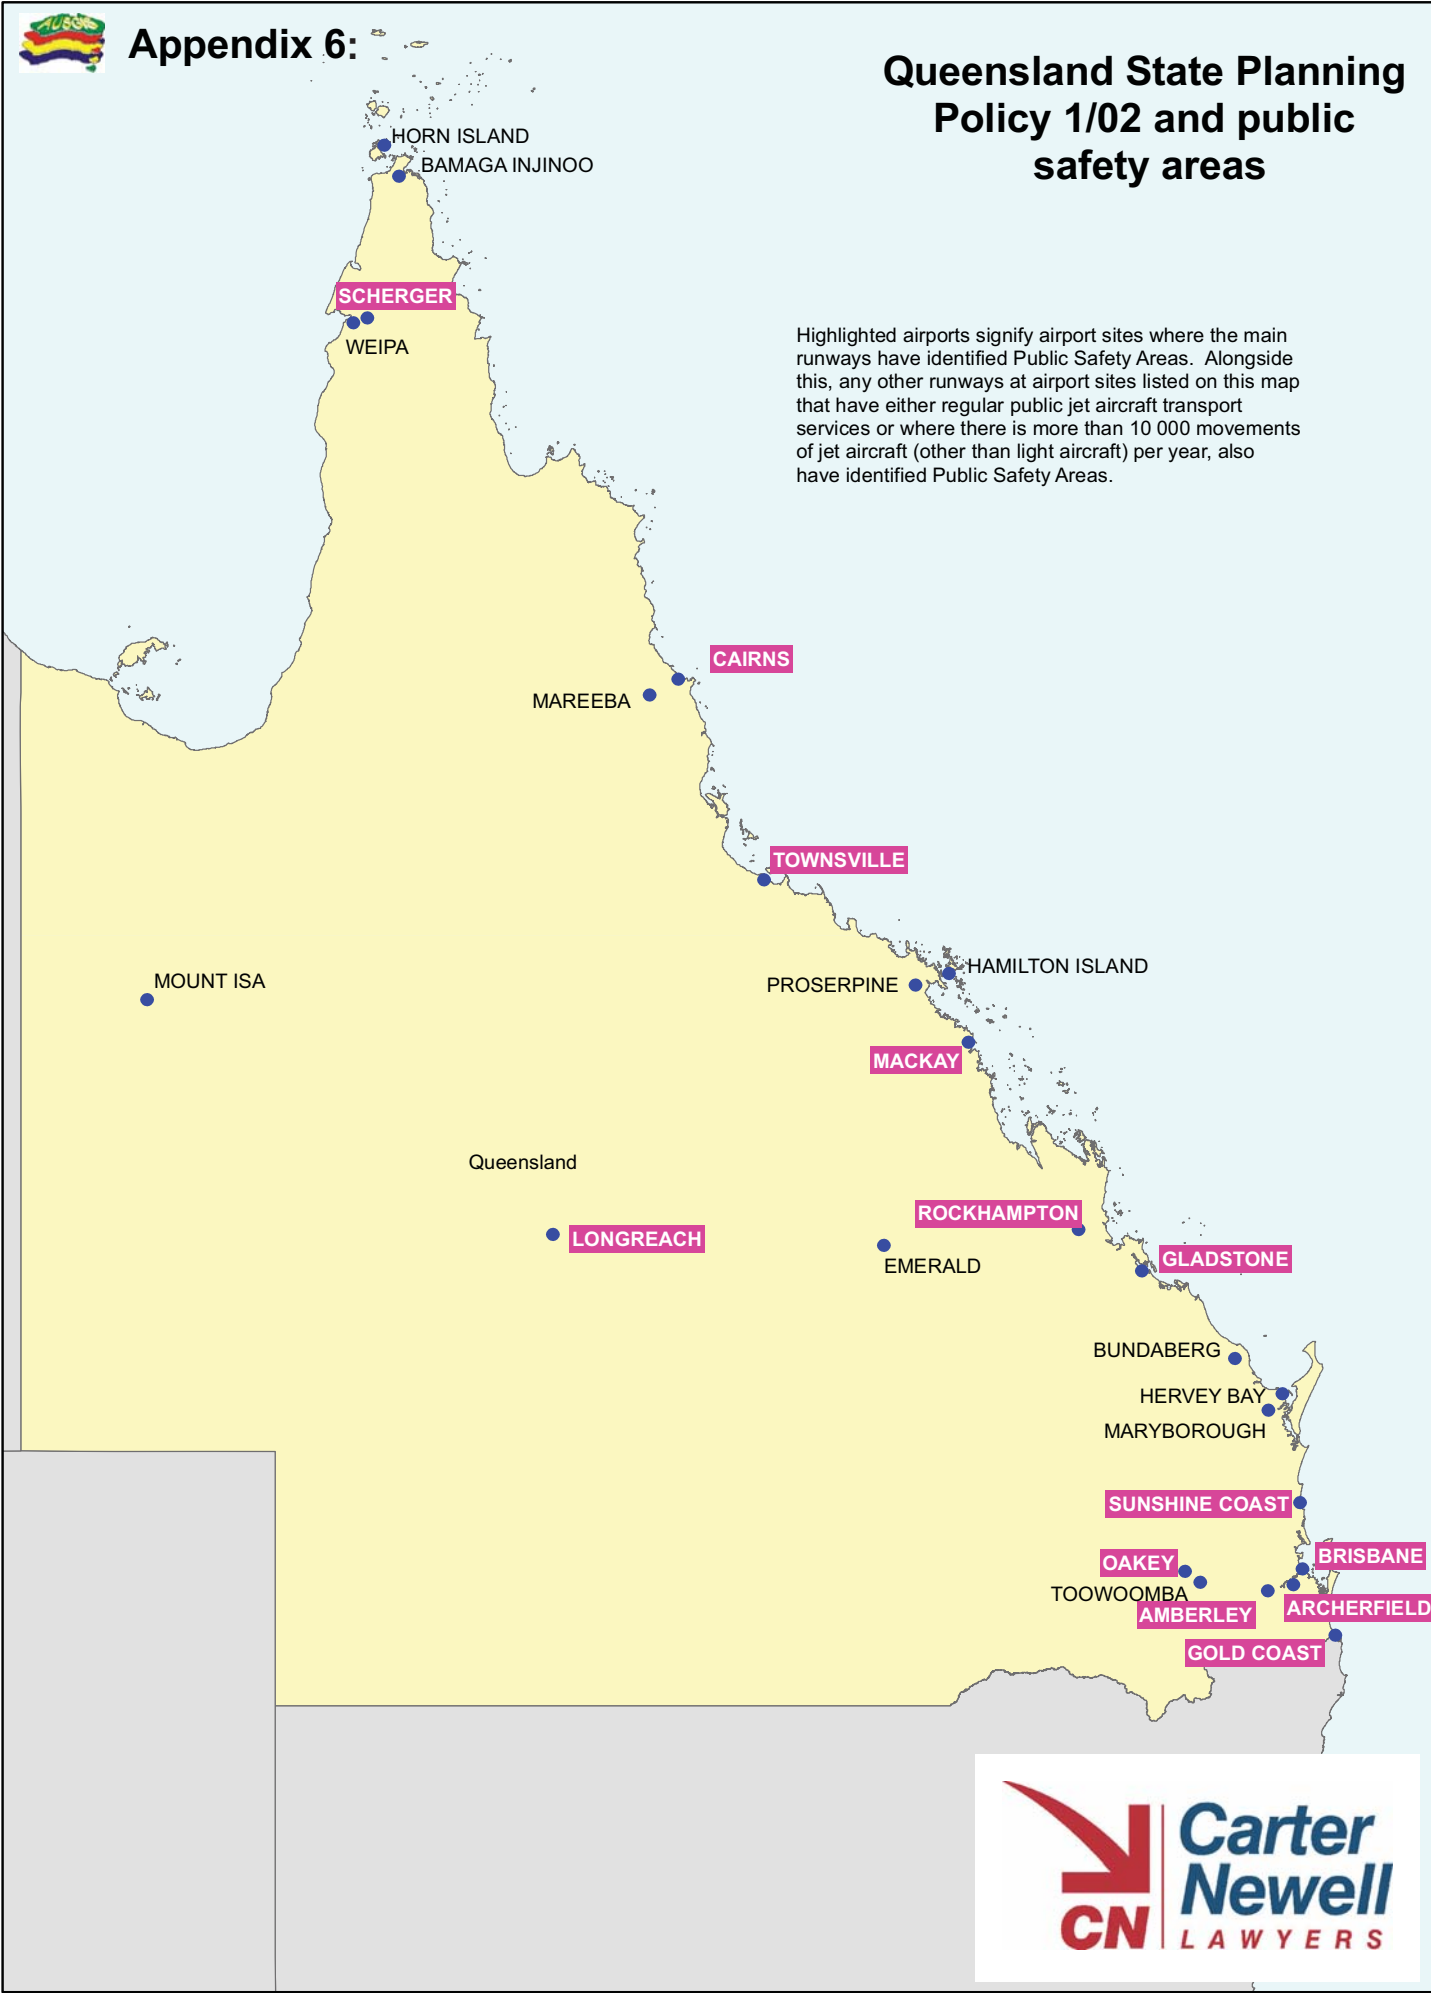 AUSGIS
Appendix 6:
Queensland State Planning
Policy 1/02 and public
safety areas
HORN ISLAND
BAMAGA INJINOO
SCHERGER
WEIPA
Highlighted airports signify airport sites where the main
runways have identified Public Safety Areas.  Alongside
this, any other runways at airport sites listed on this map
that have either regular public jet aircraft transport
services or where there is more than 10 000 movements
of jet aircraft (other than light aircraft) per year, also
have identified Public Safety Areas.
CAIRNS
MAREEBA
TOWNSVILLE
HAMILTON ISLAND
MOUNT ISA
PROSERPINE
MACKAY
Queensland
ROCKHAMPTON
LONGREACH
GLADSTONE
EMERALD
BUNDABERG
HERVEY BAY
MARYBOROUGH
SUNSHINE COAST
BRISBANE
OAKEY
TOOWOOMBA
ARCHERFIELD
AMBERLEY
GOLD COAST
Carter
Newell
CN
LAWYERS